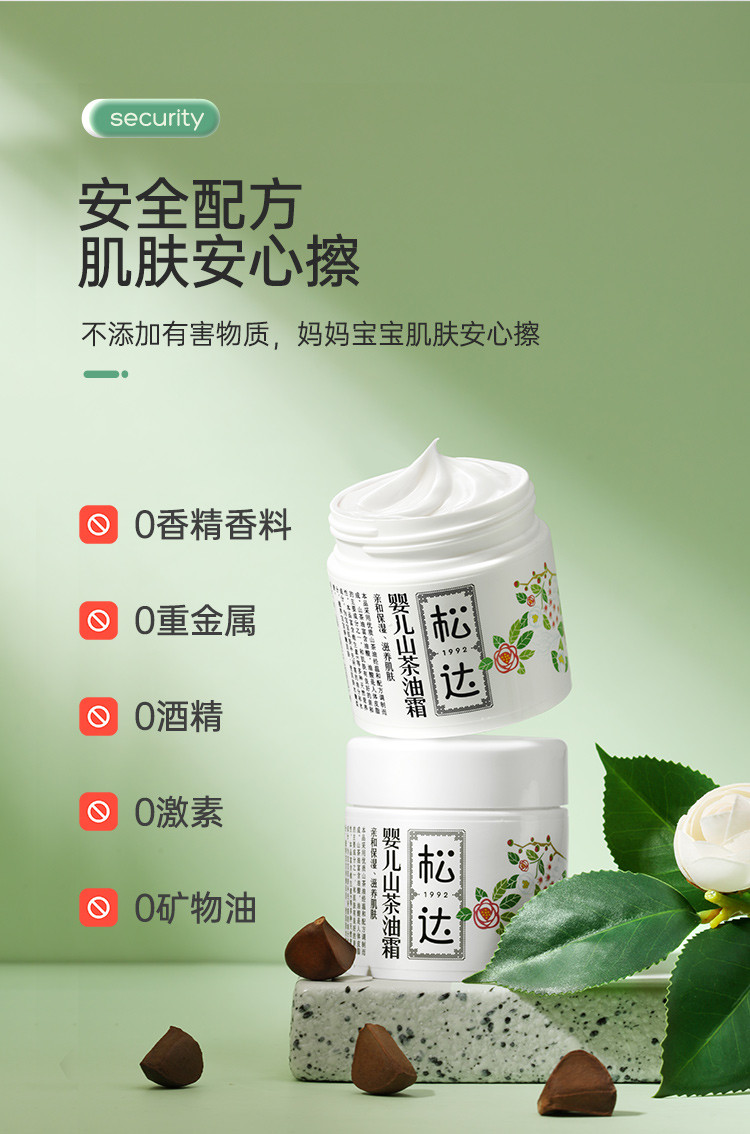 security
安全配方
肌肤安心擦
不添加有害物质，妈妈宝宝肌肤安心擦
0香精香料
0重金属
0酒精
0激素
0矿物油
松达
1992
婴儿山茶油霜
亲和保湿、滋养肌肤
松达
1992
婴儿山茶油霜
亲和保湿、滋养肌肤